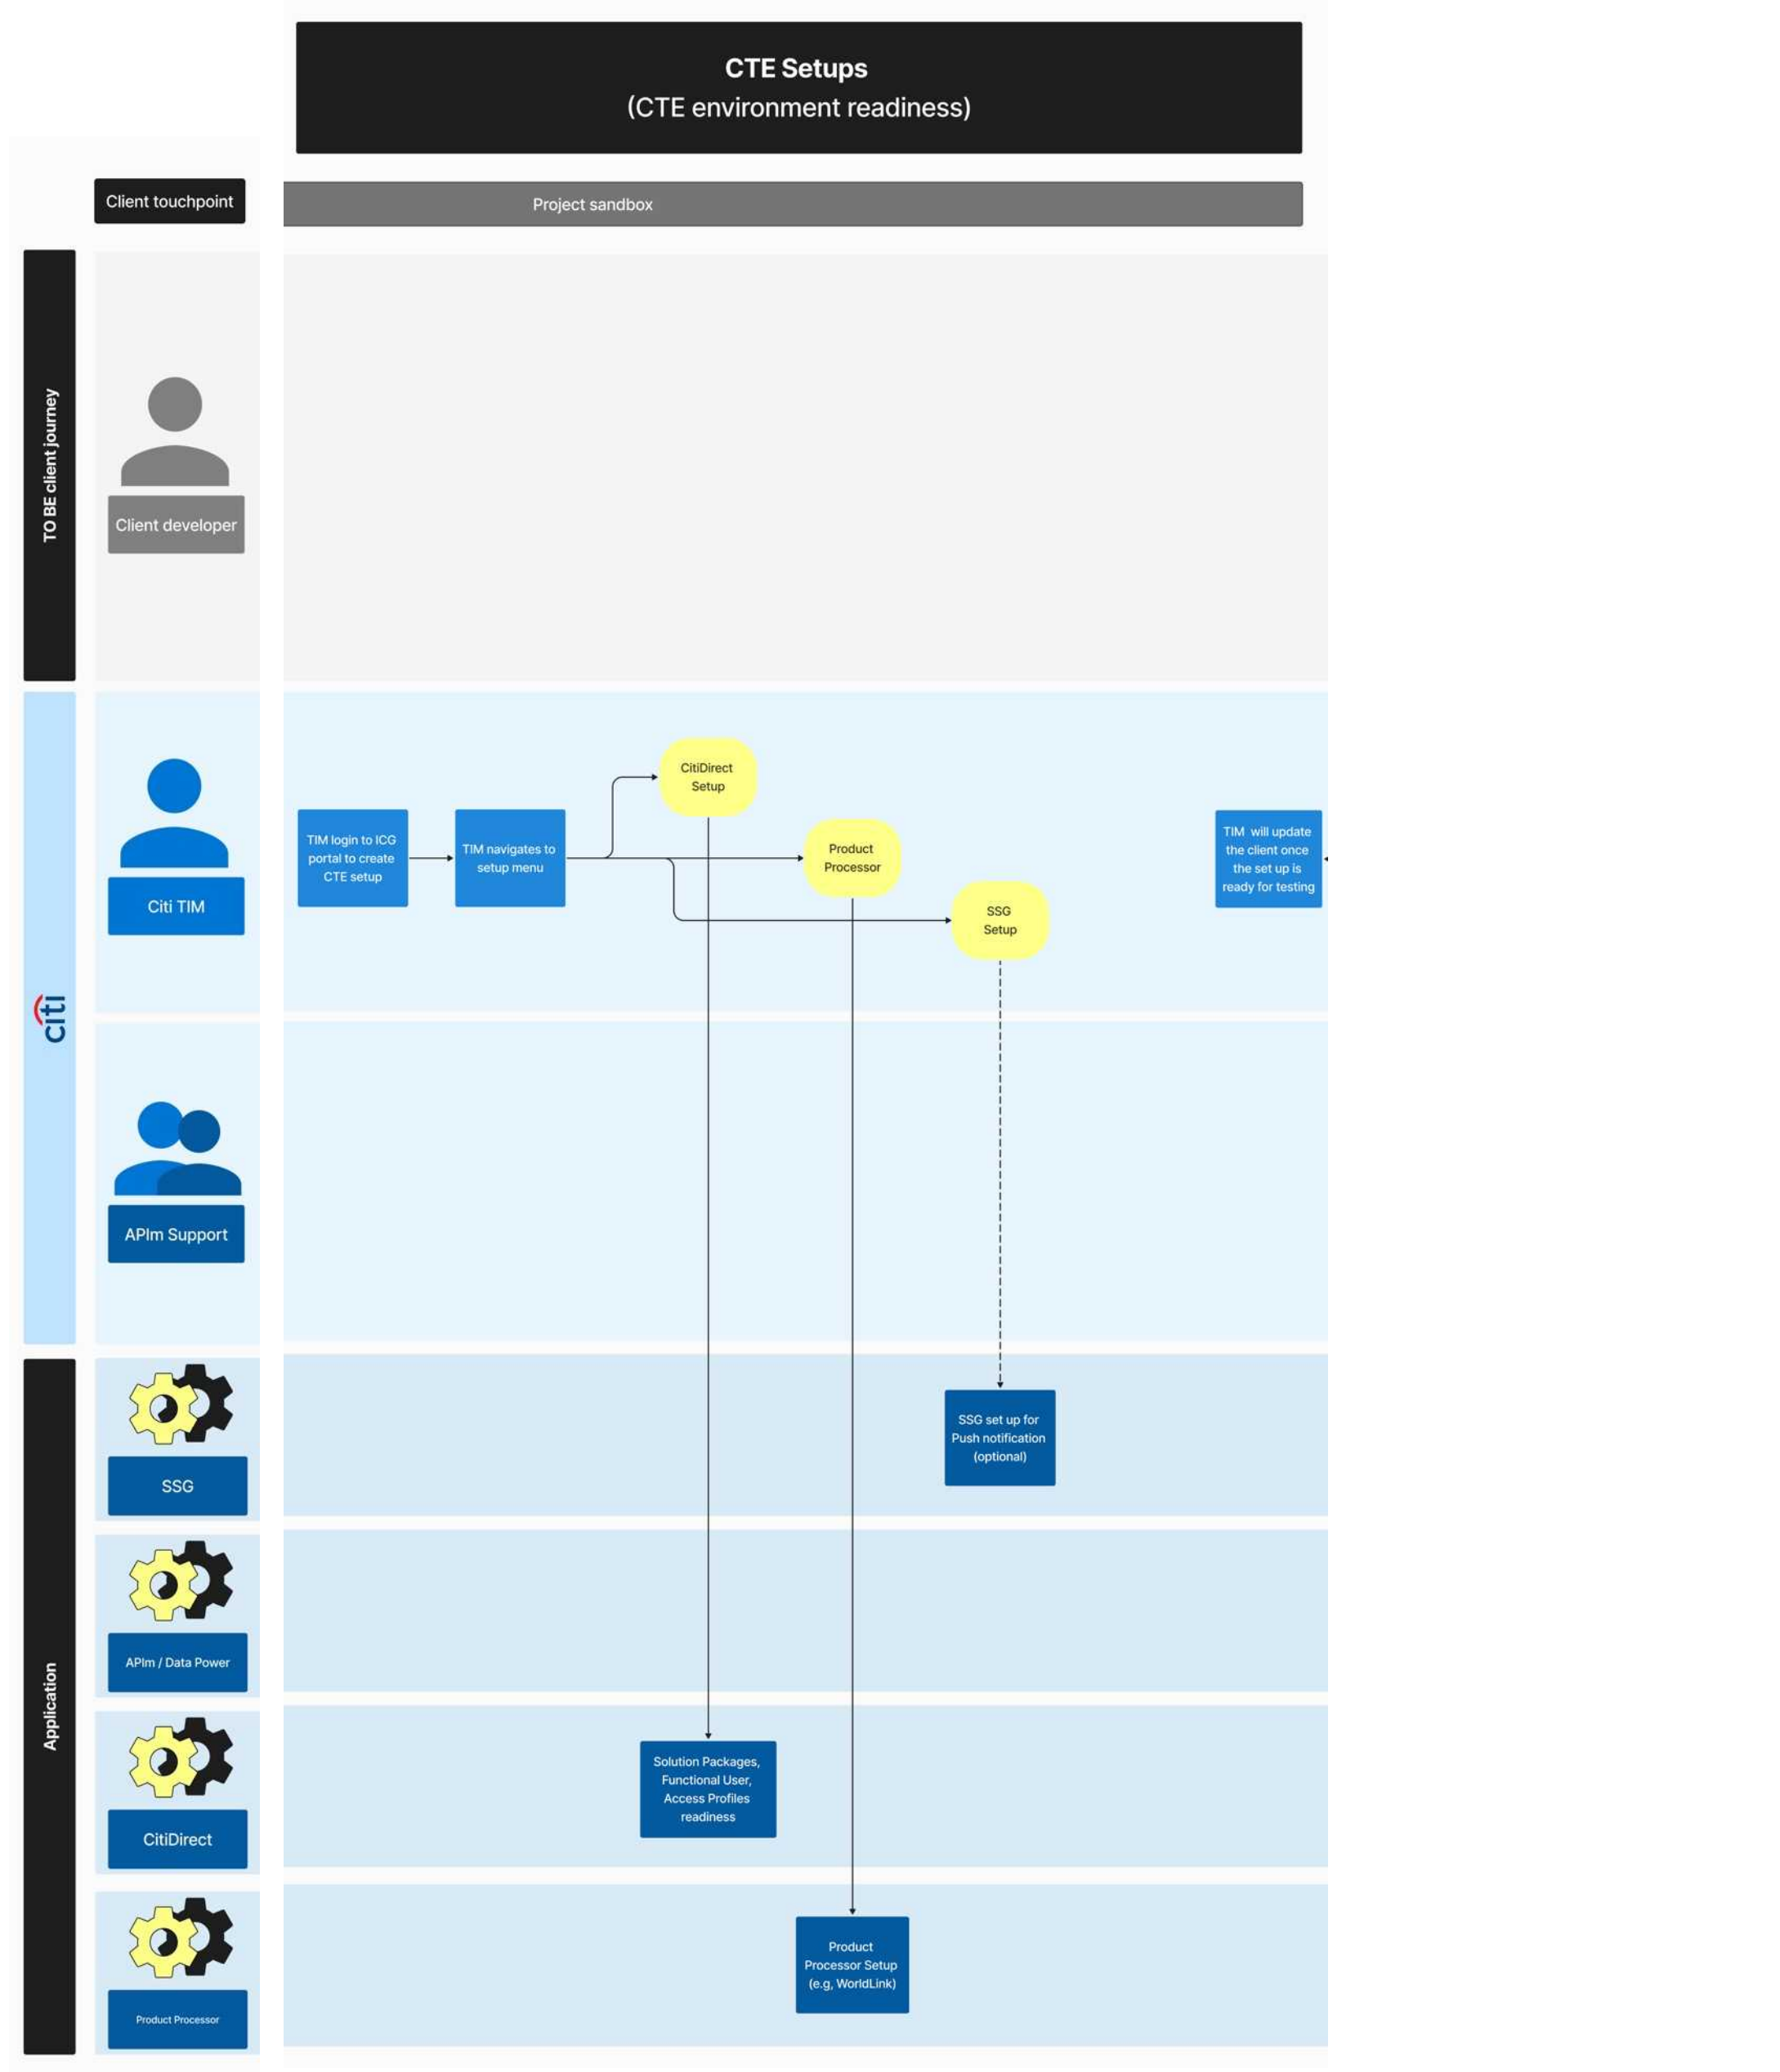 CTE Setups
(CTE environment readiness)
Client touchpoint
Project sandbox
TO BE client journey
Client developer
CitiDirect
Setup
TIM login to ICG
portal to create
CTE setup
TIM navigates to
setup menu
Product
Processor
SSG
Setup
TIM will update
the client once
the set up is
ready for testing
Citi TIM
citi
APIm Support
Application
SSG
SSG set up for
Push notification
(optional)
APIm / Data Power
CitiDirect
Solution Packages,
Functional User,
Access Profiles
readiness
Product Processor
Product
Processor Setup
(e.g, WorldLink)